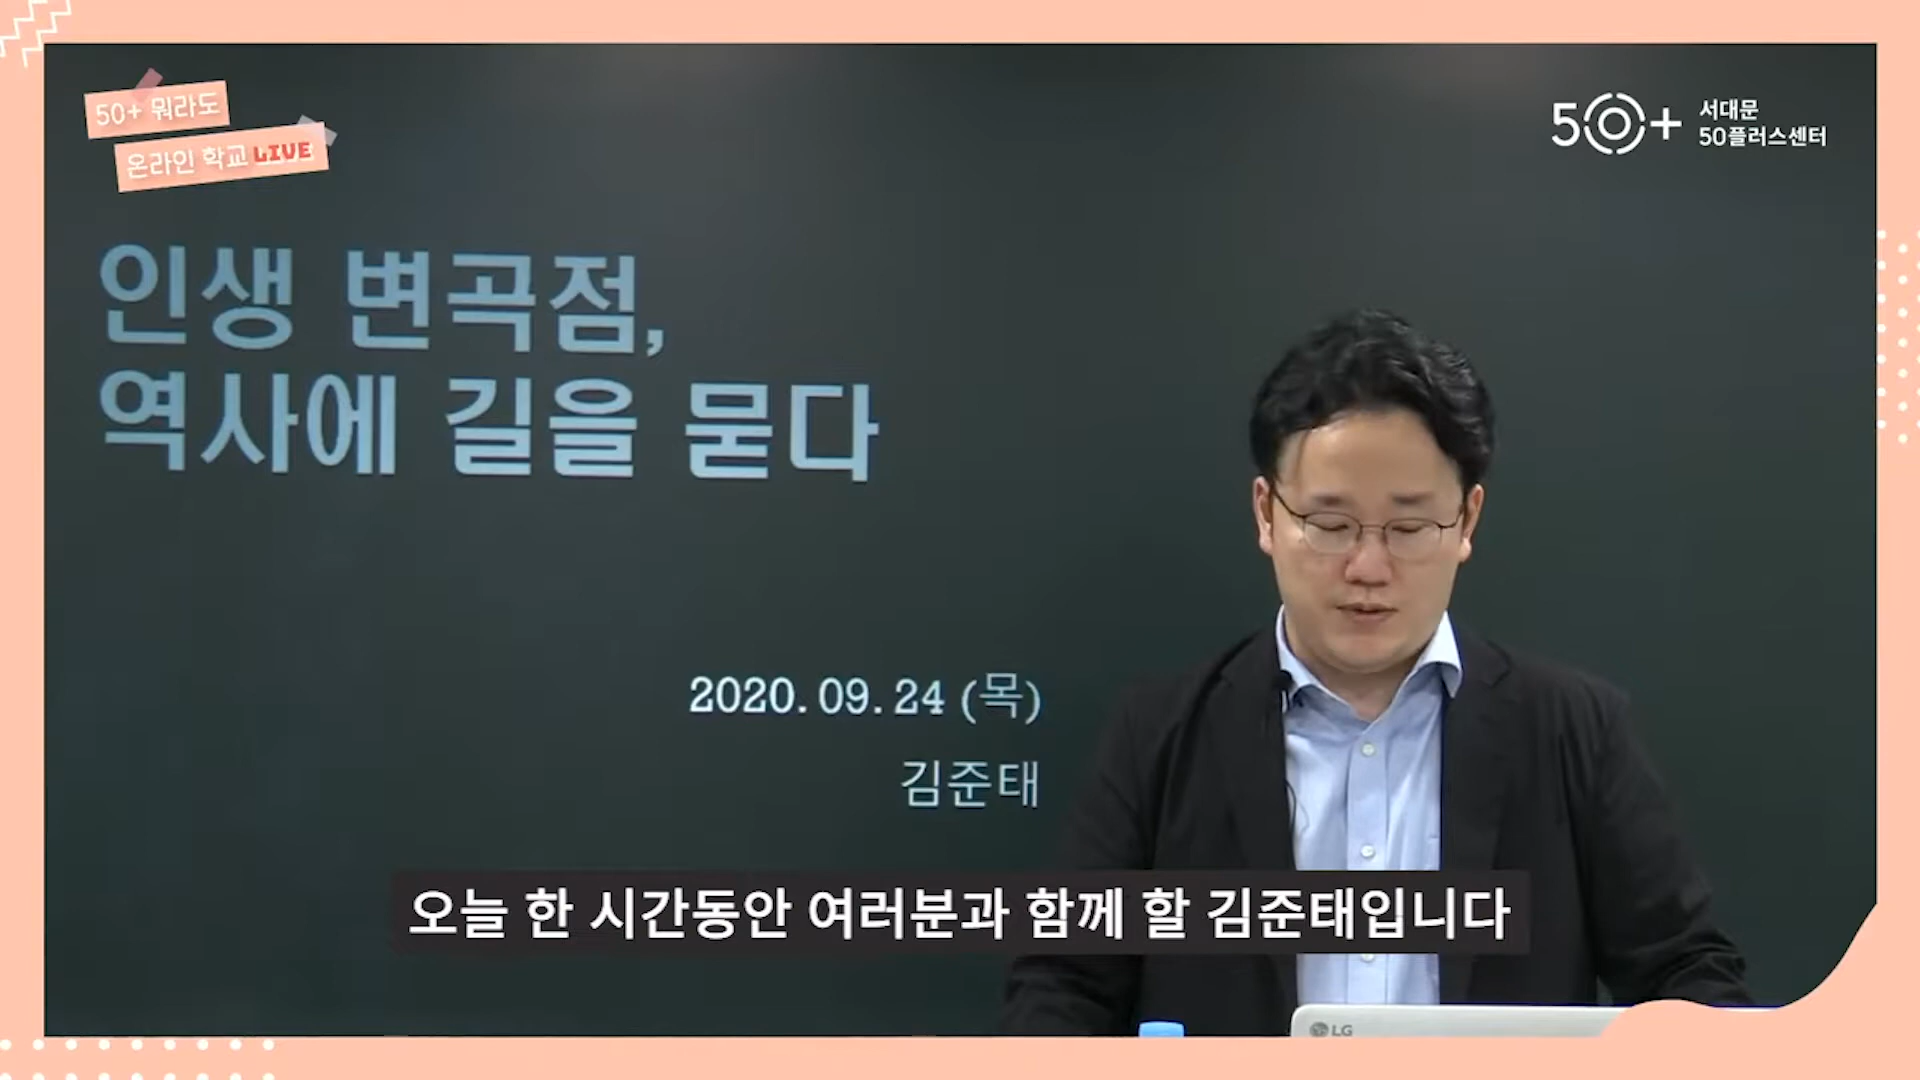 50+ 뭐라도
온라인 학교 LIVE
50+ 서대문
50플러스센터
인생 변곡점,
역사에 길을 묻다
2020. 09. 24 (목)
김준태
오늘 한 시간동안 여러분과 함께 할 김준태입니다
LG